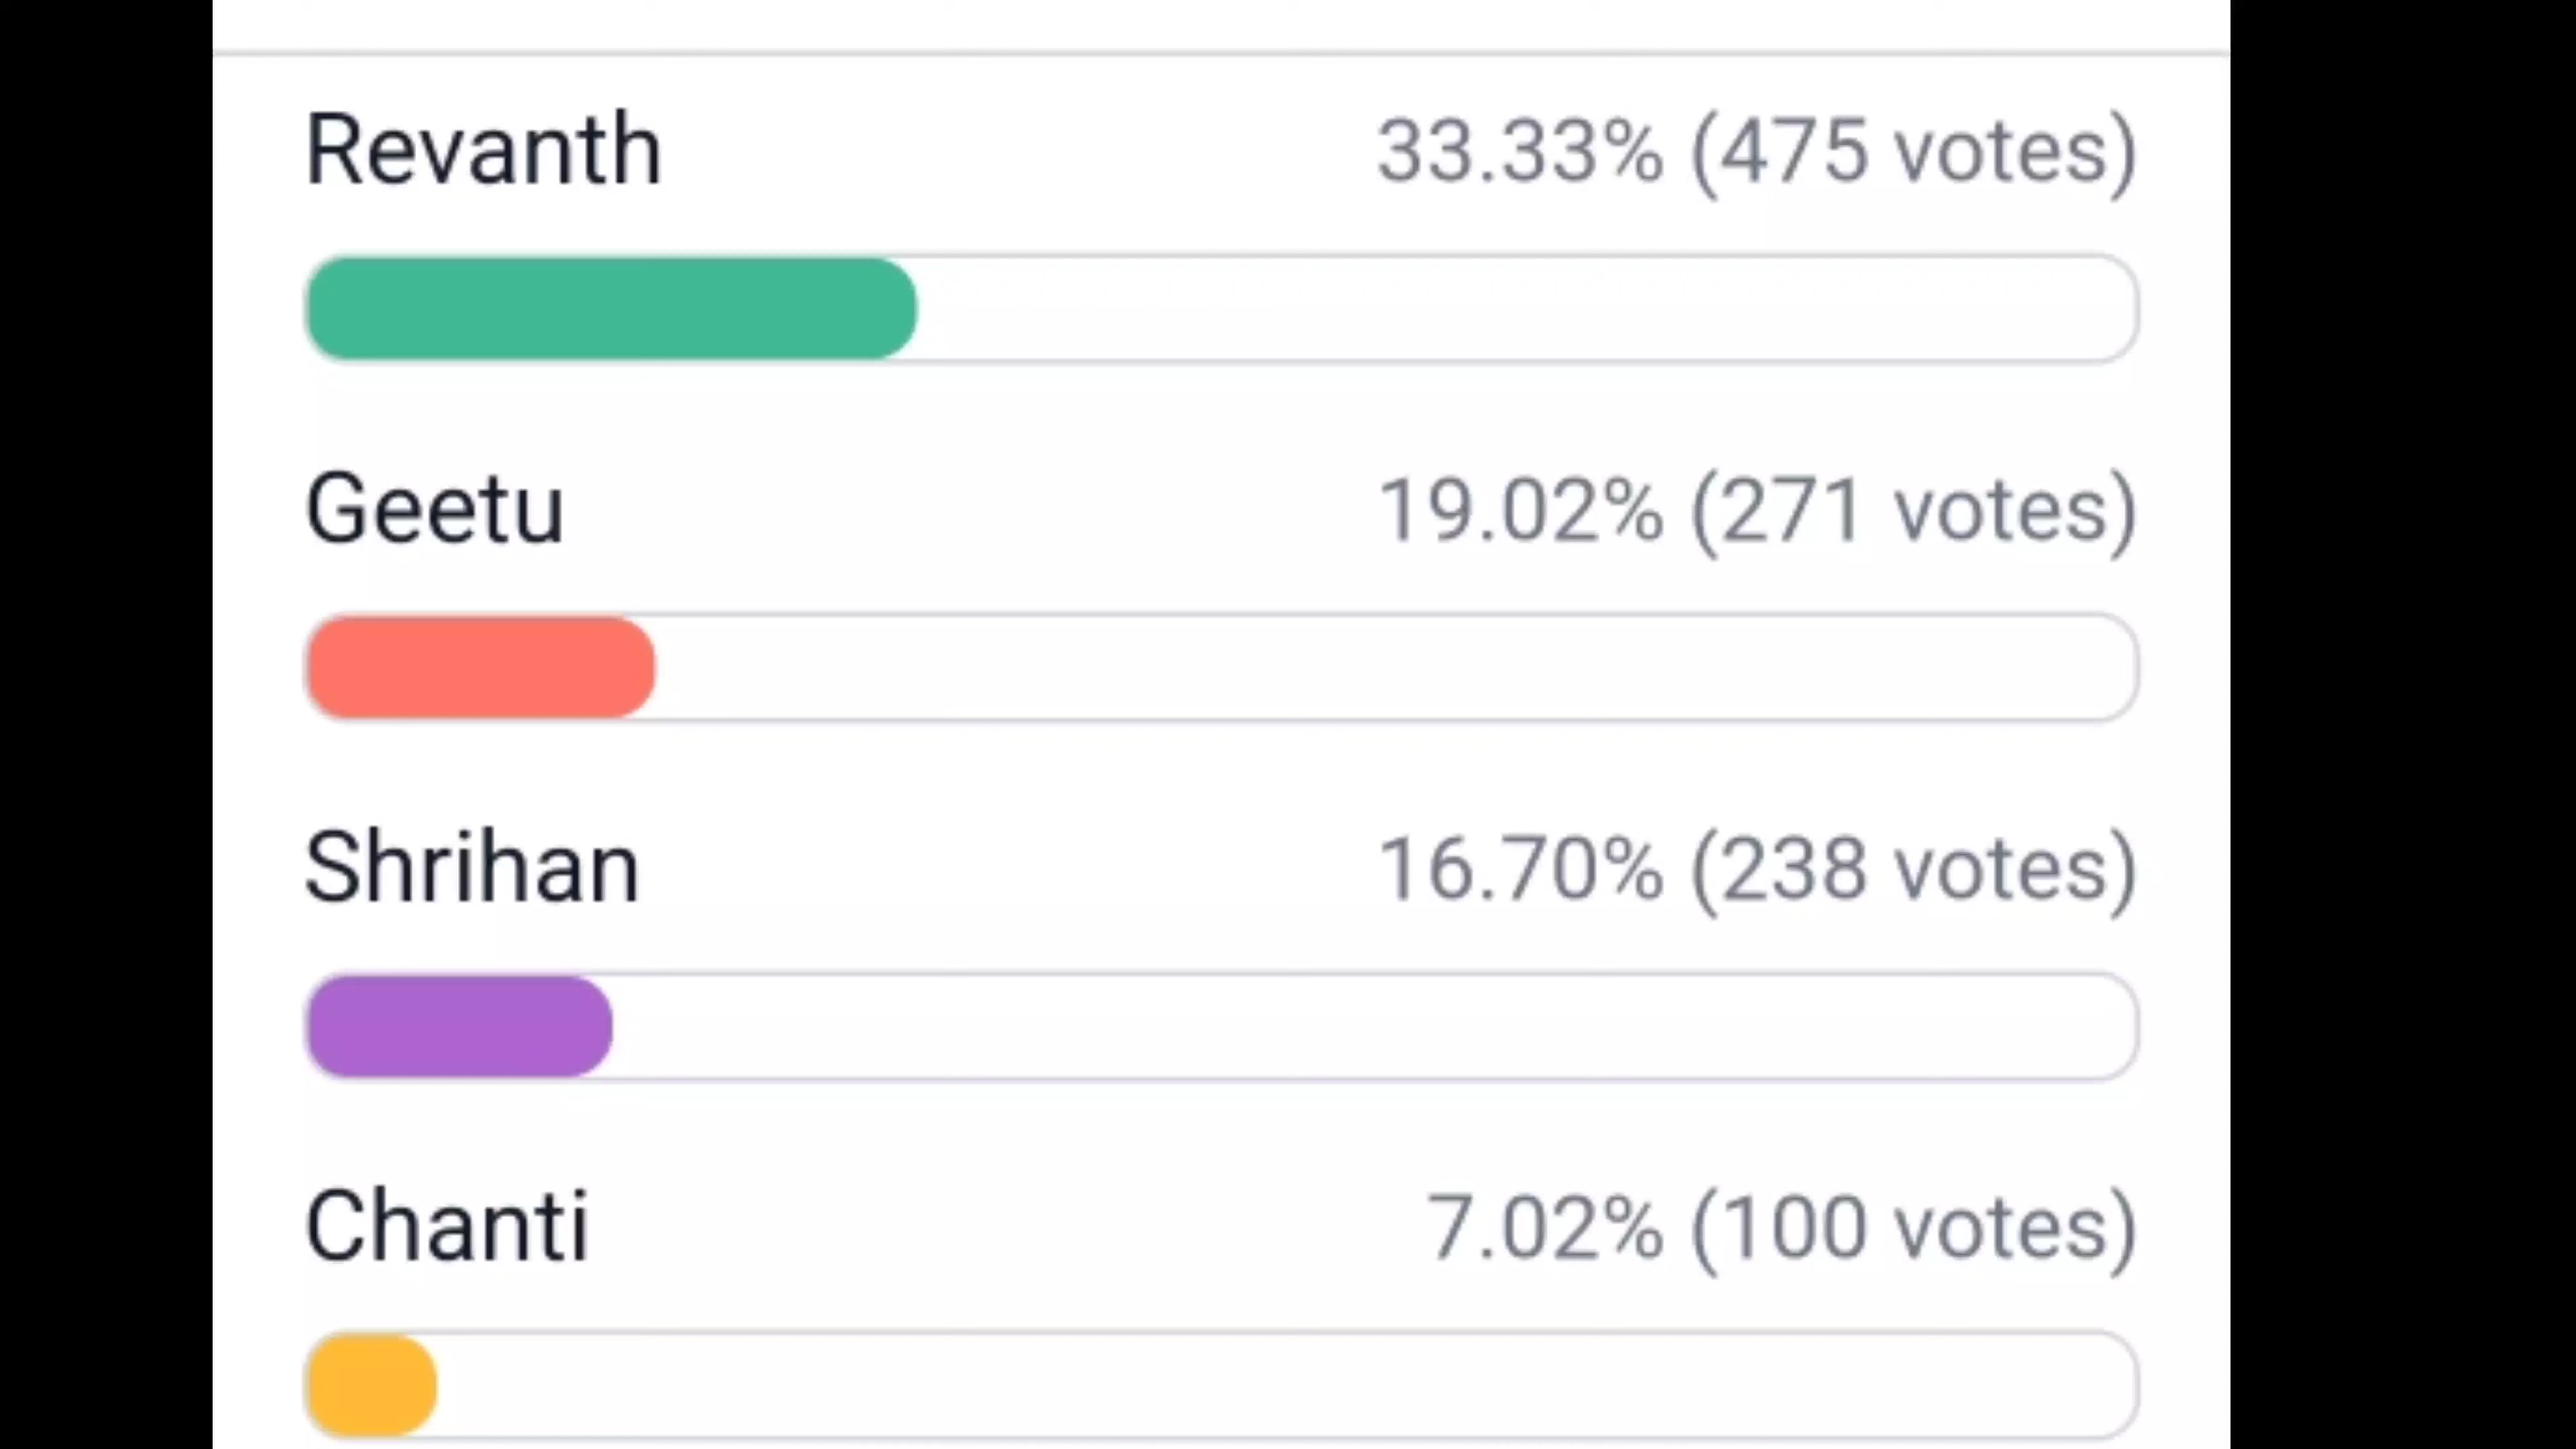 Revanth 33.33% (475 votes)
Geetu 19.02% (271 votes)
Shrihan 16.70% (238 votes)
Chanti 7.02% (100 votes)